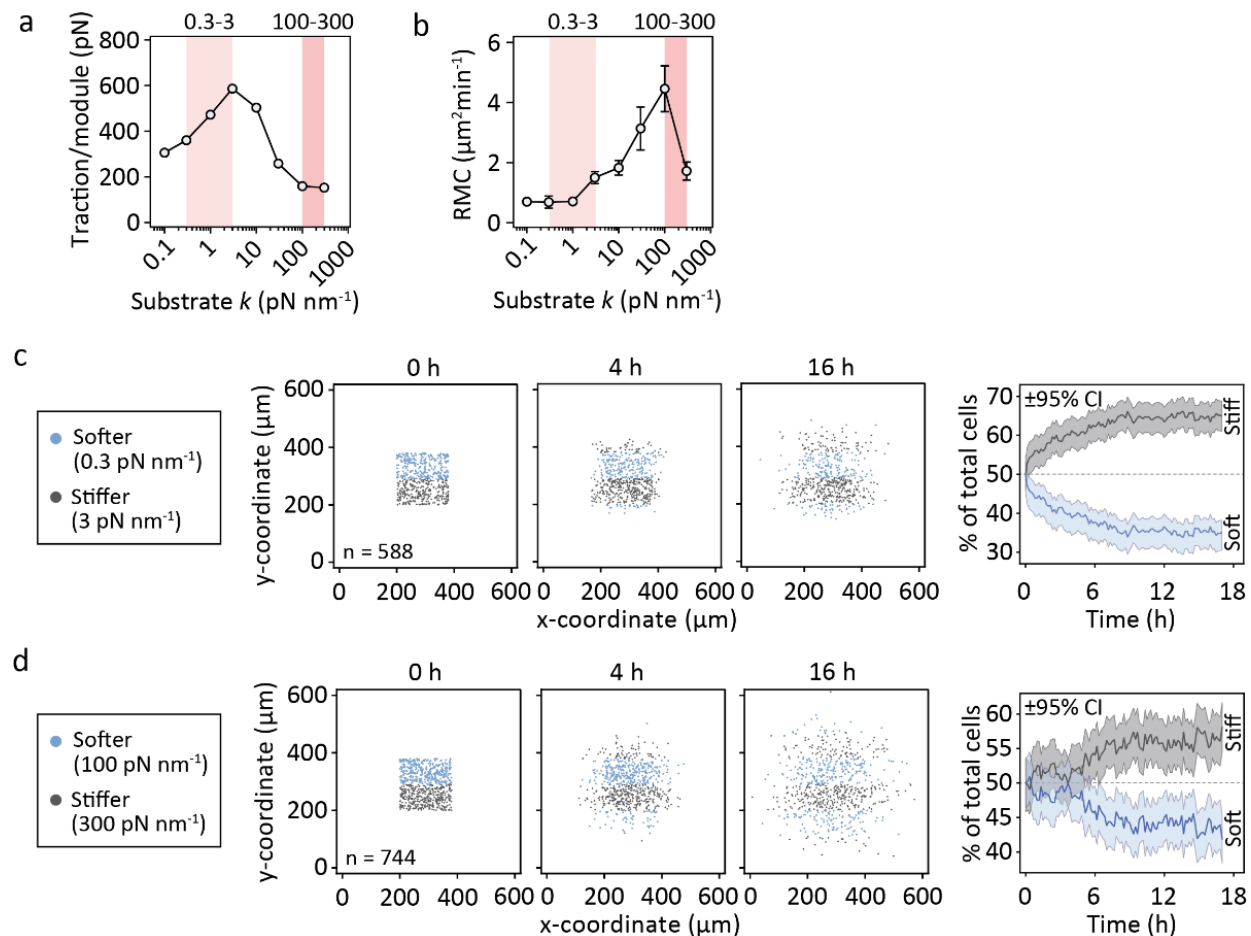 a
0.3-3
100-300
Traction/module (pN)
800
600
400
200
0
0.1
1
10
100
1000
Substrate k (pN nm⁻¹)
b
0.3-3
100-300
RMC (µm²min⁻¹)
6
4
2
0
0.1
1
10
100
1000
Substrate k (pN nm⁻¹)
c
Softer
(0.3 pN nm⁻¹)
Stiffer
(3 pN nm⁻¹)
0 h
4 h
16 h
y-coordinate (µm)
600
400
200
0
n = 588
0 200 400 600
0 200 400 600
0 200 400 600
x-coordinate (µm)
% of total cells
70
60
50
40
30
±95% CI
Stiff
Soft
0 6 12 18
Time (h)
d
Softer
(100 pN nm⁻¹)
Stiffer
(300 pN nm⁻¹)
0 h
4 h
16 h
y-coordinate (µm)
600
400
200
0
n = 744
0 200 400 600
0 200 400 600
0 200 400 600
x-coordinate (µm)
% of total cells
60
55
50
45
40
±95% CI
Stiff
Soft
0 6 12 18
Time (h)